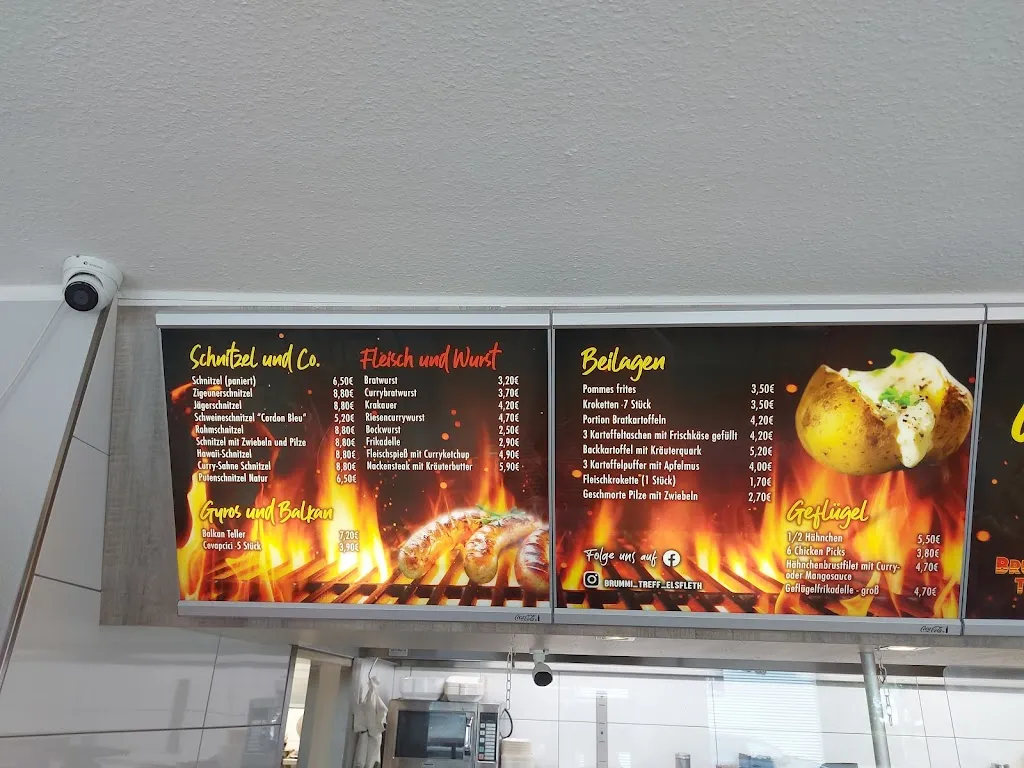 Schnitzel und Co.
Schnitzel (paniert) 6,50€
Zigeunerschnitzel 8,80€
Jägerschnitzel 8,80€
Schweineschnitzel "Cordon Bleu" 5,20€
Rahmschnitzel 8,80€
Schnitzel mit Zwiebeln und Pilze 8,80€
Hawaii-Schnitzel 8,80€
Curry-Sahne Schnitzel 8,80€
Putenschnitzel Natur 6,50€
Gyros und Balkan
Balkan Teller 7,20€
Cevapcici -5 Stück 3,90€
Fleisch und Wurst
Bratwurst 3,20€
Currybratwurst 3,70€
Krakauer 4,20€
Riesencurrywurst 4,70€
Bockwurst 2,50€
Frikadelle 2,90€
Fleischspieß mit Curryketchup 4,90€
Nackensteak mit Kräuterbutter 5,90€
Coca-Cola
Beilagen
Pommes frites 3,50€
Kroketten -7 Stück 3,50€
Portion Bratkartoffeln 4,20€
3 Kartoffeltaschen mit Frischkäse gefüllt 4,20€
Backkartoffel mit Kräuterquark 5,20€
3 Kartoffelpuffer mit Apfelmus 4,00€
Fleischkrokette (1 Stück) 1,70€
Geschmorte Pilze mit Zwiebeln 2,70€
Folge uns auf
BRUMMI_TREFF_ELSFLETH
Geflügel
1/2 Hähnchen 5,50€
6 Chicken Picks 3,80€
Hähnchenbrustfilet mit Curry- 4,70€
oder Mangosauce
Geflügelfrikadelle - groß 4,70€
Coca-Cola